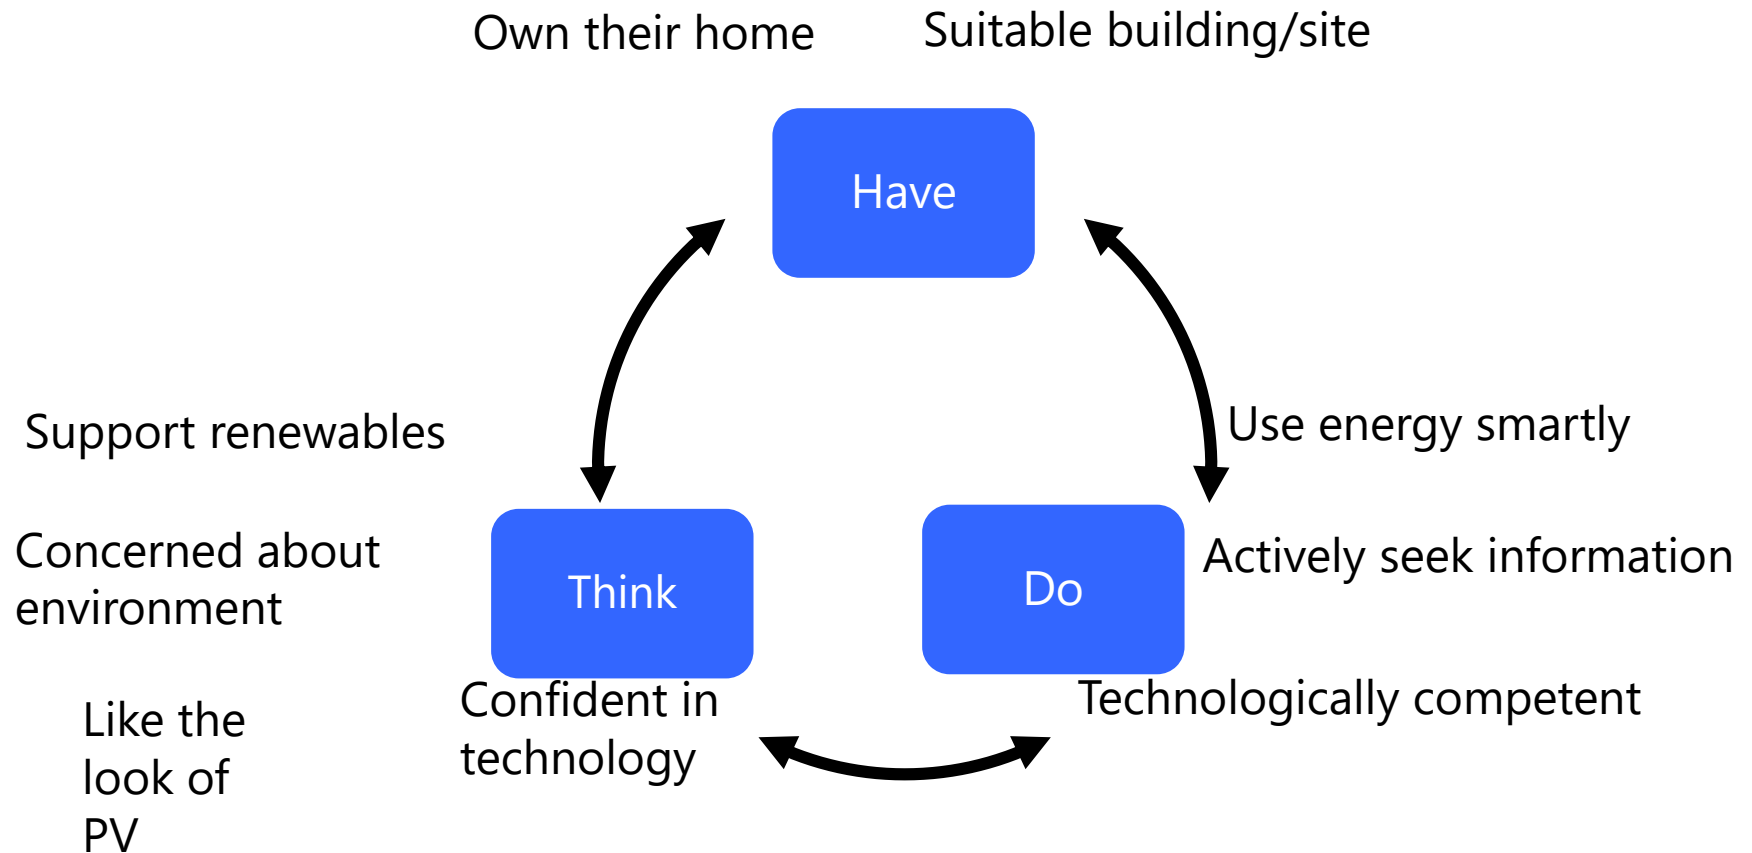 Own their home
Suitable building/site
Have
Support renewables
Use energy smartly
Concerned about
environment
Think
Do
Actively seek information
Like the
look of
PV
Confident in
technology
Technologically competent